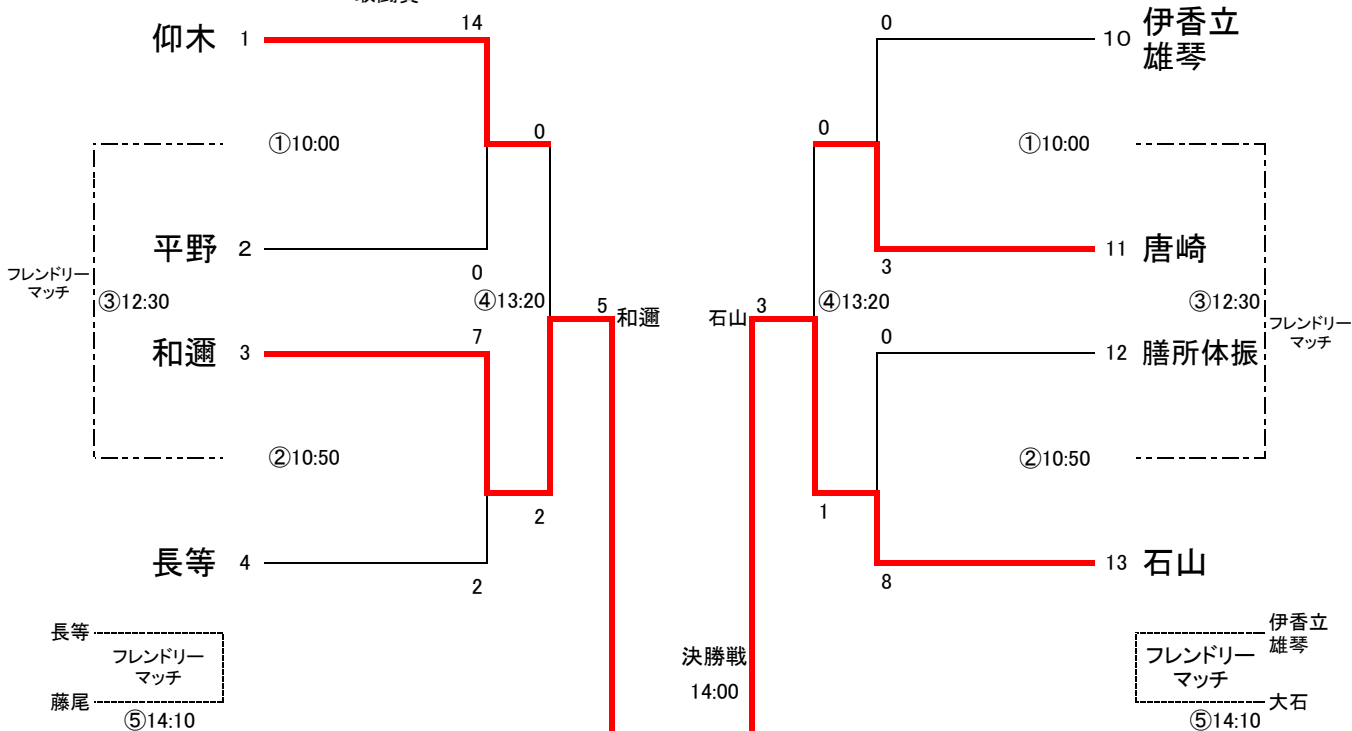 14
仰木 1
①10:00
0
平野 2
0
フレンドリー
マッチ
③12:30
④13:20
5
和邇
7
和邇 3
②10:50
2
長等 4
2
長等
フレンドリー
マッチ
藤尾
⑤14:10
0
10 伊香立
雄琴
0
①10:00
11 唐崎
3
石山
3
④13:20
③12:30
フレンドリー
マッチ
0
12 膳所体振
②10:50
1
13 石山
8
決勝戦
14:00
伊香立
雄琴
フレンドリー
マッチ
大石
⑤14:10